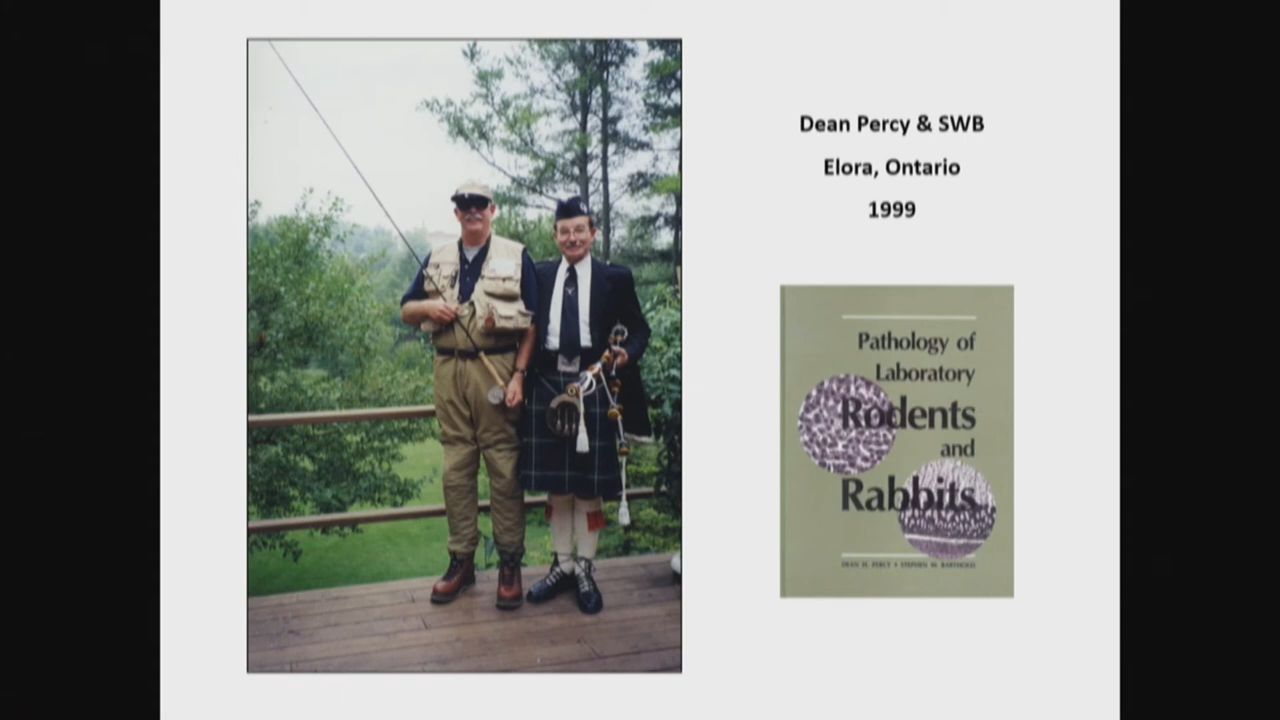 Dean Percy & SWB
Elora, Ontario
1999
Pathology of
Laboratory
Rodents
and
Rabbits
DEAN H. PERCY • STEPHEN W. BARTHOLD